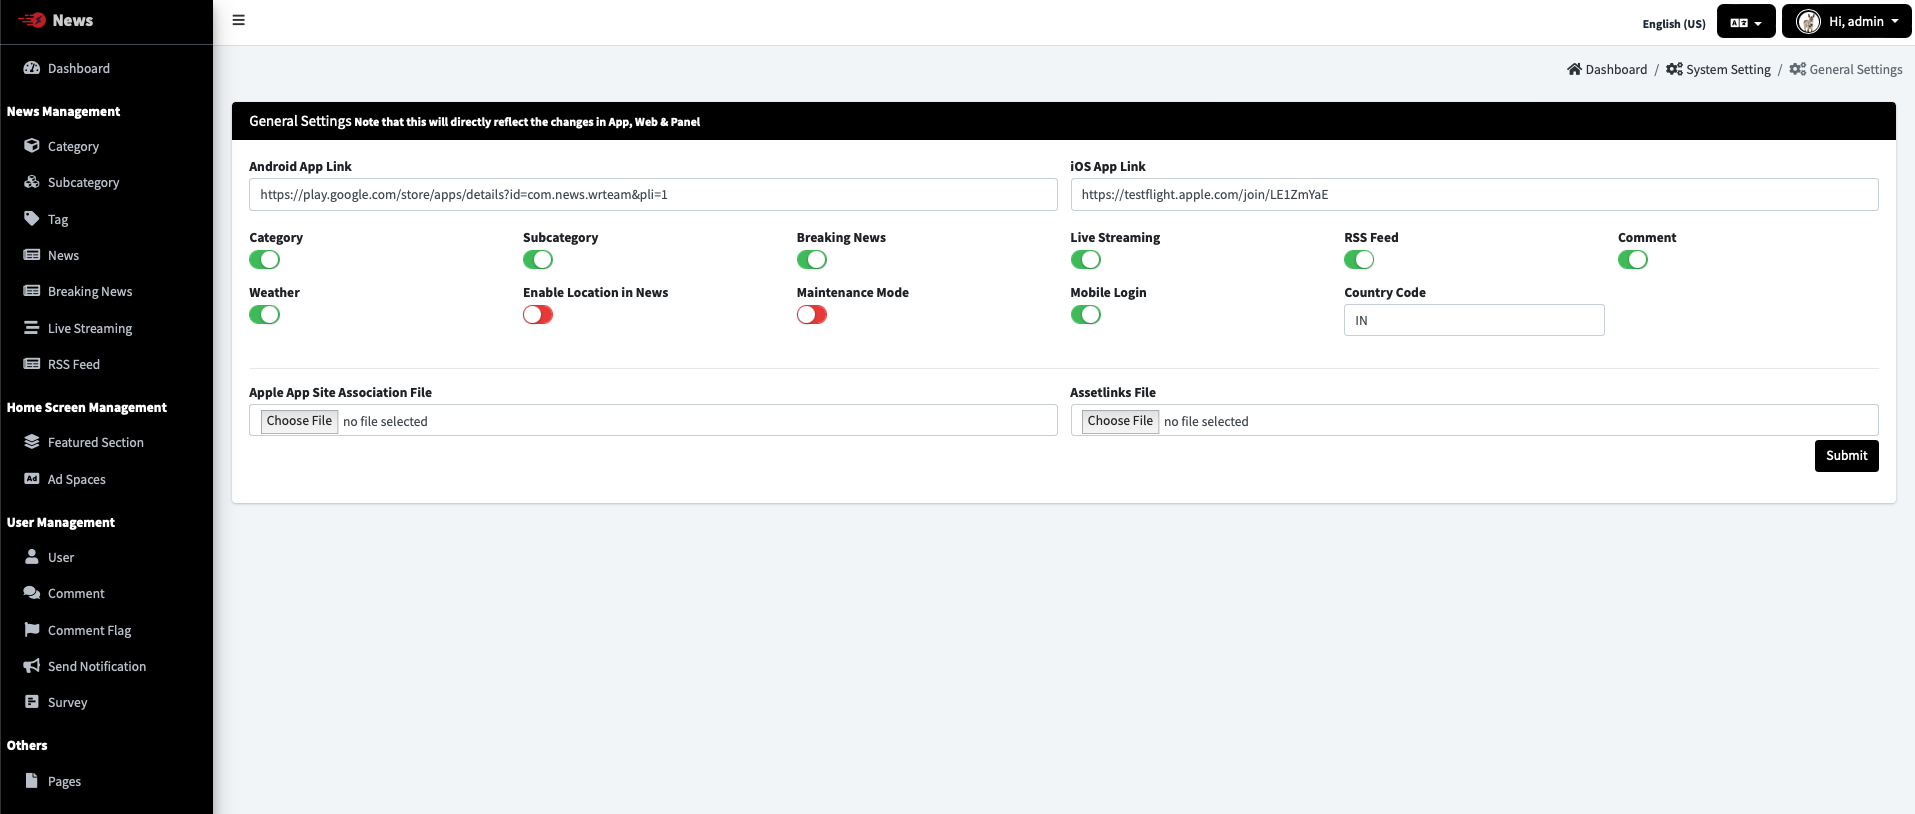 News
English (US)
Hi, admin
Dashboard
News Management
Category
Subcategory
Tag
News
Breaking News
Live Streaming
RSS Feed
Home Screen Management
Featured Section
Ad Spaces
User Management
User
Comment
Comment Flag
Send Notification
Survey
Others
Pages
Dashboard / System Setting / General Settings
General Settings Note that this will directly reflect the changes in App, Web & Panel
Android App Link
iOS App Link
https://play.google.com/store/apps/details?id=com.news.wrteam&pli=1
https://testflight.apple.com/join/LE1ZmYaE
Category
Subcategory
Breaking News
Live Streaming
RSS Feed
Comment
Weather
Enable Location in News
Maintenance Mode
Mobile Login
Country Code
IN
Apple App Site Association File
Assetlinks File
Choose File no file selected
Choose File no file selected
Submit